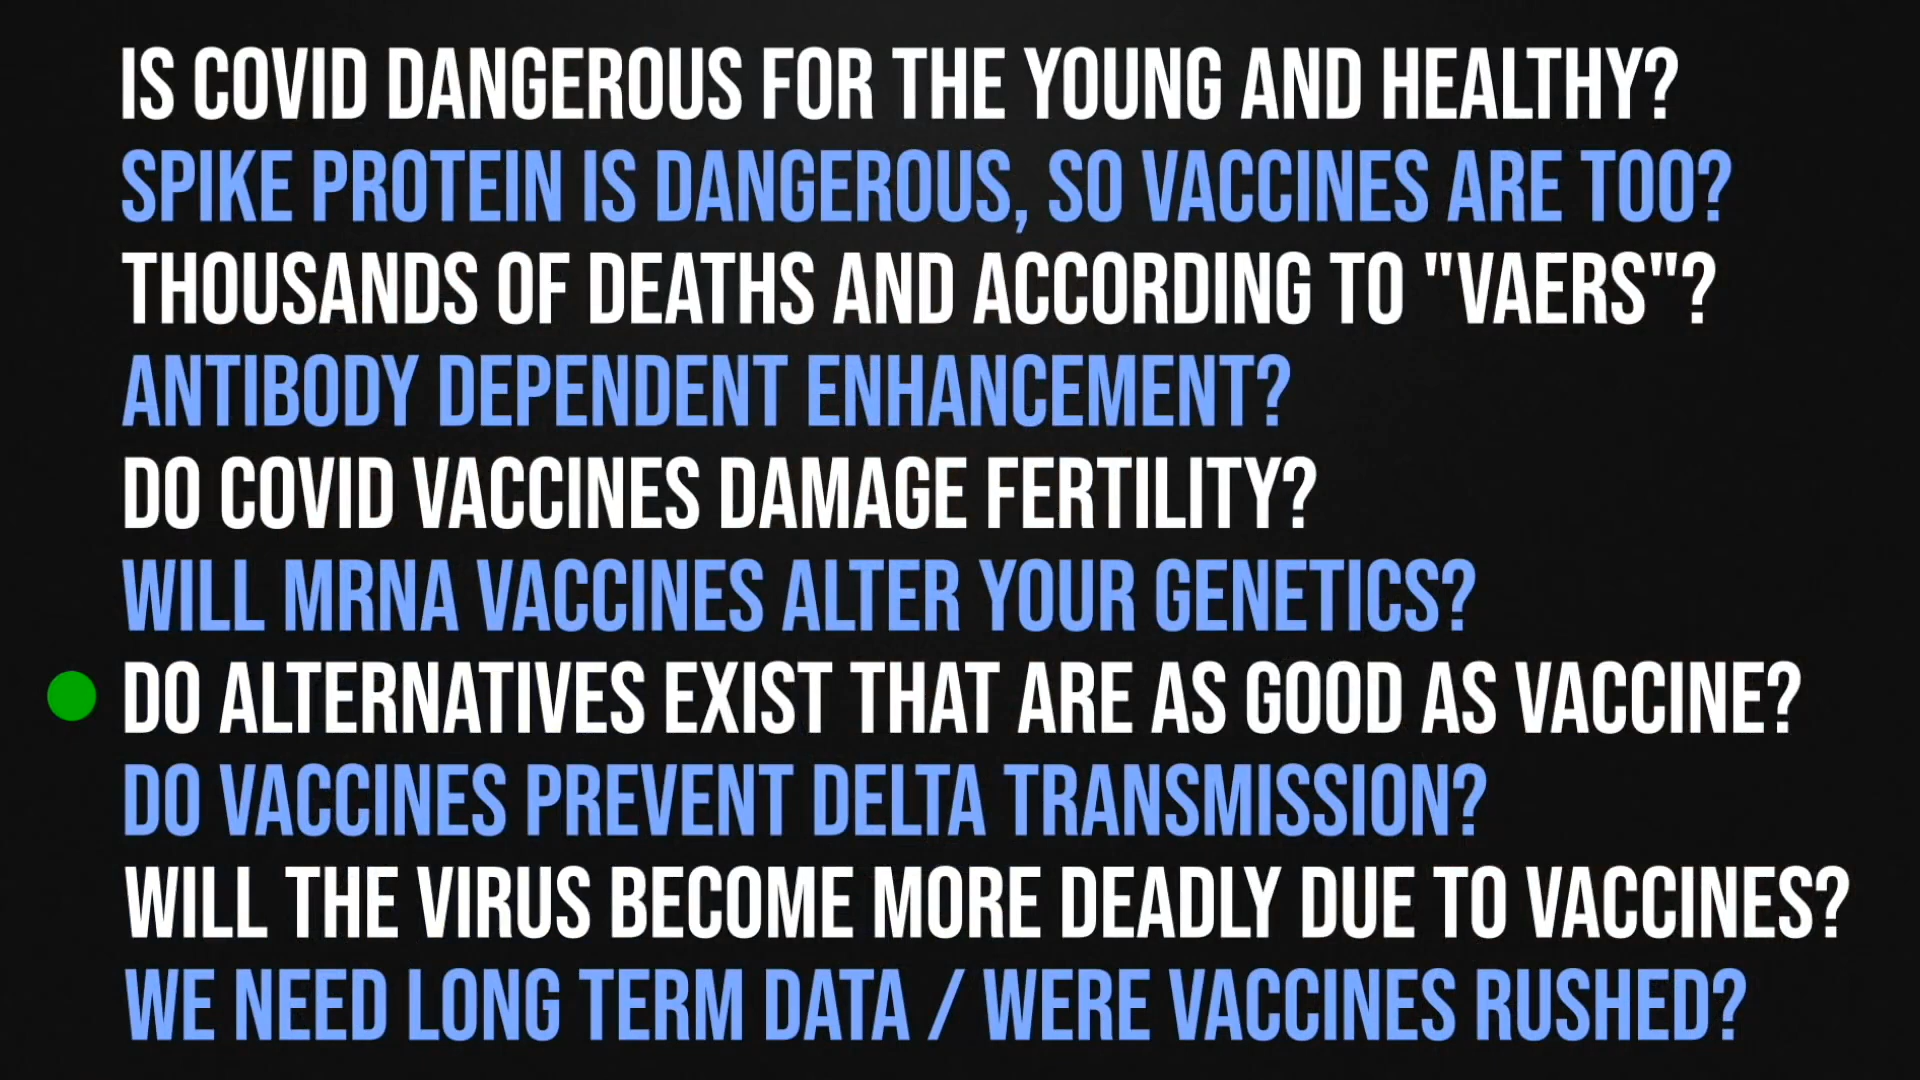 IS COVID DANGEROUS FOR THE YOUNG AND HEALTHY?
SPIKE PROTEIN IS DANGEROUS, SO VACCINES ARE TOO?
THOUSANDS OF DEATHS AND ACCORDING TO "VAERS"?
ANTIBODY DEPENDENT ENHANCEMENT?
DO COVID VACCINES DAMAGE FERTILITY?
WILL MRNA VACCINES ALTER YOUR GENETICS?
DO ALTERNATIVES EXIST THAT ARE AS GOOD AS VACCINE?
DO VACCINES PREVENT DELTA TRANSMISSION?
WILL THE VIRUS BECOME MORE DEADLY DUE TO VACCINES?
WE NEED LONG TERM DATA / WERE VACCINES RUSHED?